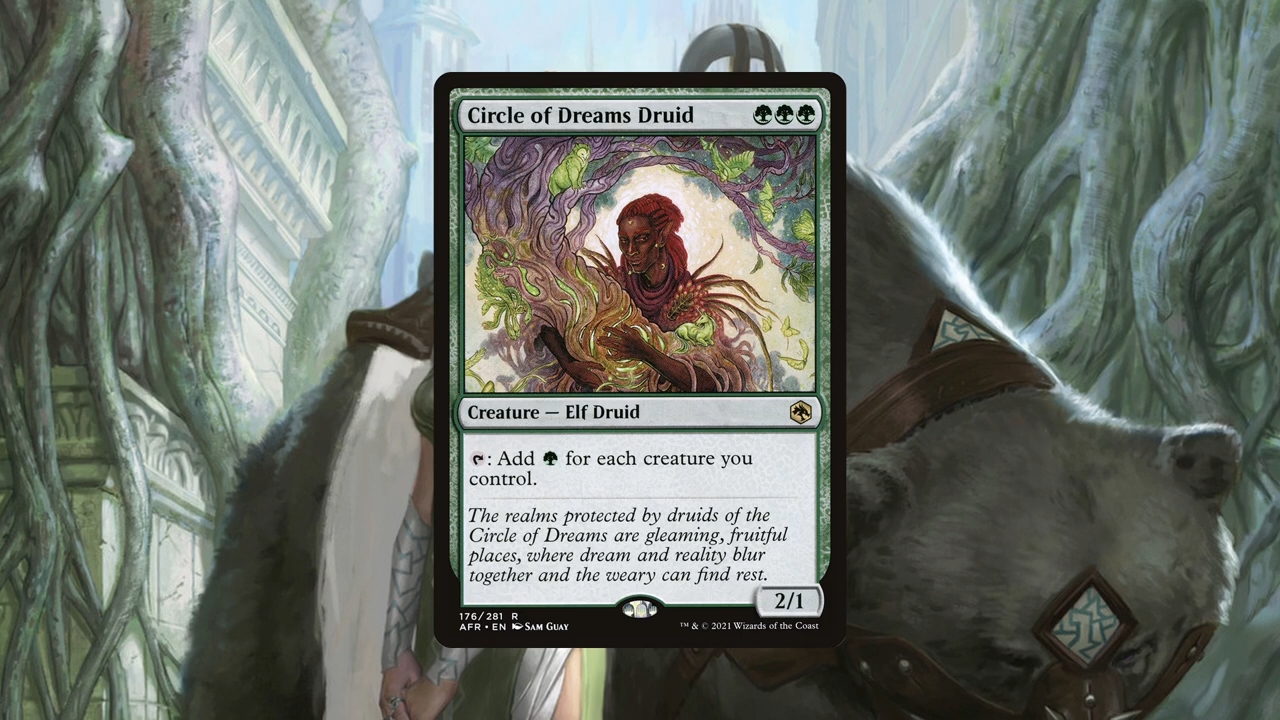 Circle of Dreams Druid
Creature — Elf Druid
: Add for each creature you
control.
The realms protected by druids of the
Circle of Dreams are gleaming, fruitful
places, where dream and reality blur
together and the weary can find rest.
2/1
176/281 R
AFR • EN Sam Guay
™ & © 2021 Wizards of the Coast